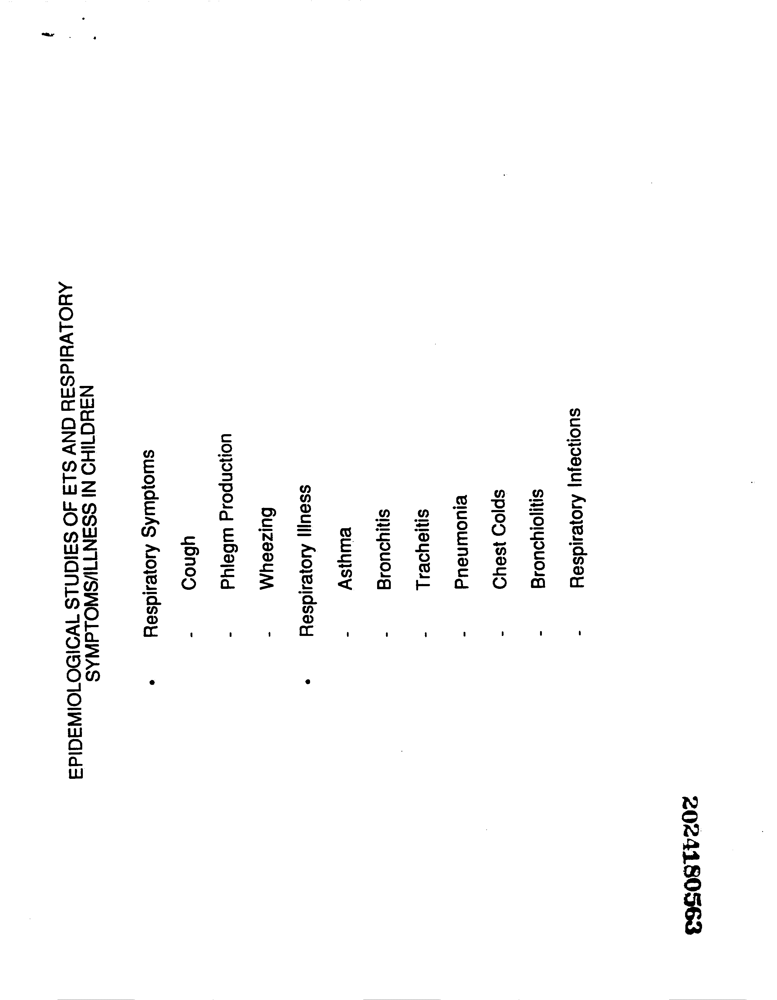 EPIDEMIOLOGICAL STUDIES OF ETS AND RESPIRATORY
SYMPTOMS/ILLNESS IN CHILDREN
• Respiratory Symptoms
- Cough
- Phlegm Production
- Wheezing
• Respiratory Illness
- Asthma
- Bronchitis
- Tracheitis
- Pneumonia
- Chest Colds
- Bronchiolitis
- Respiratory Infections
2024180563